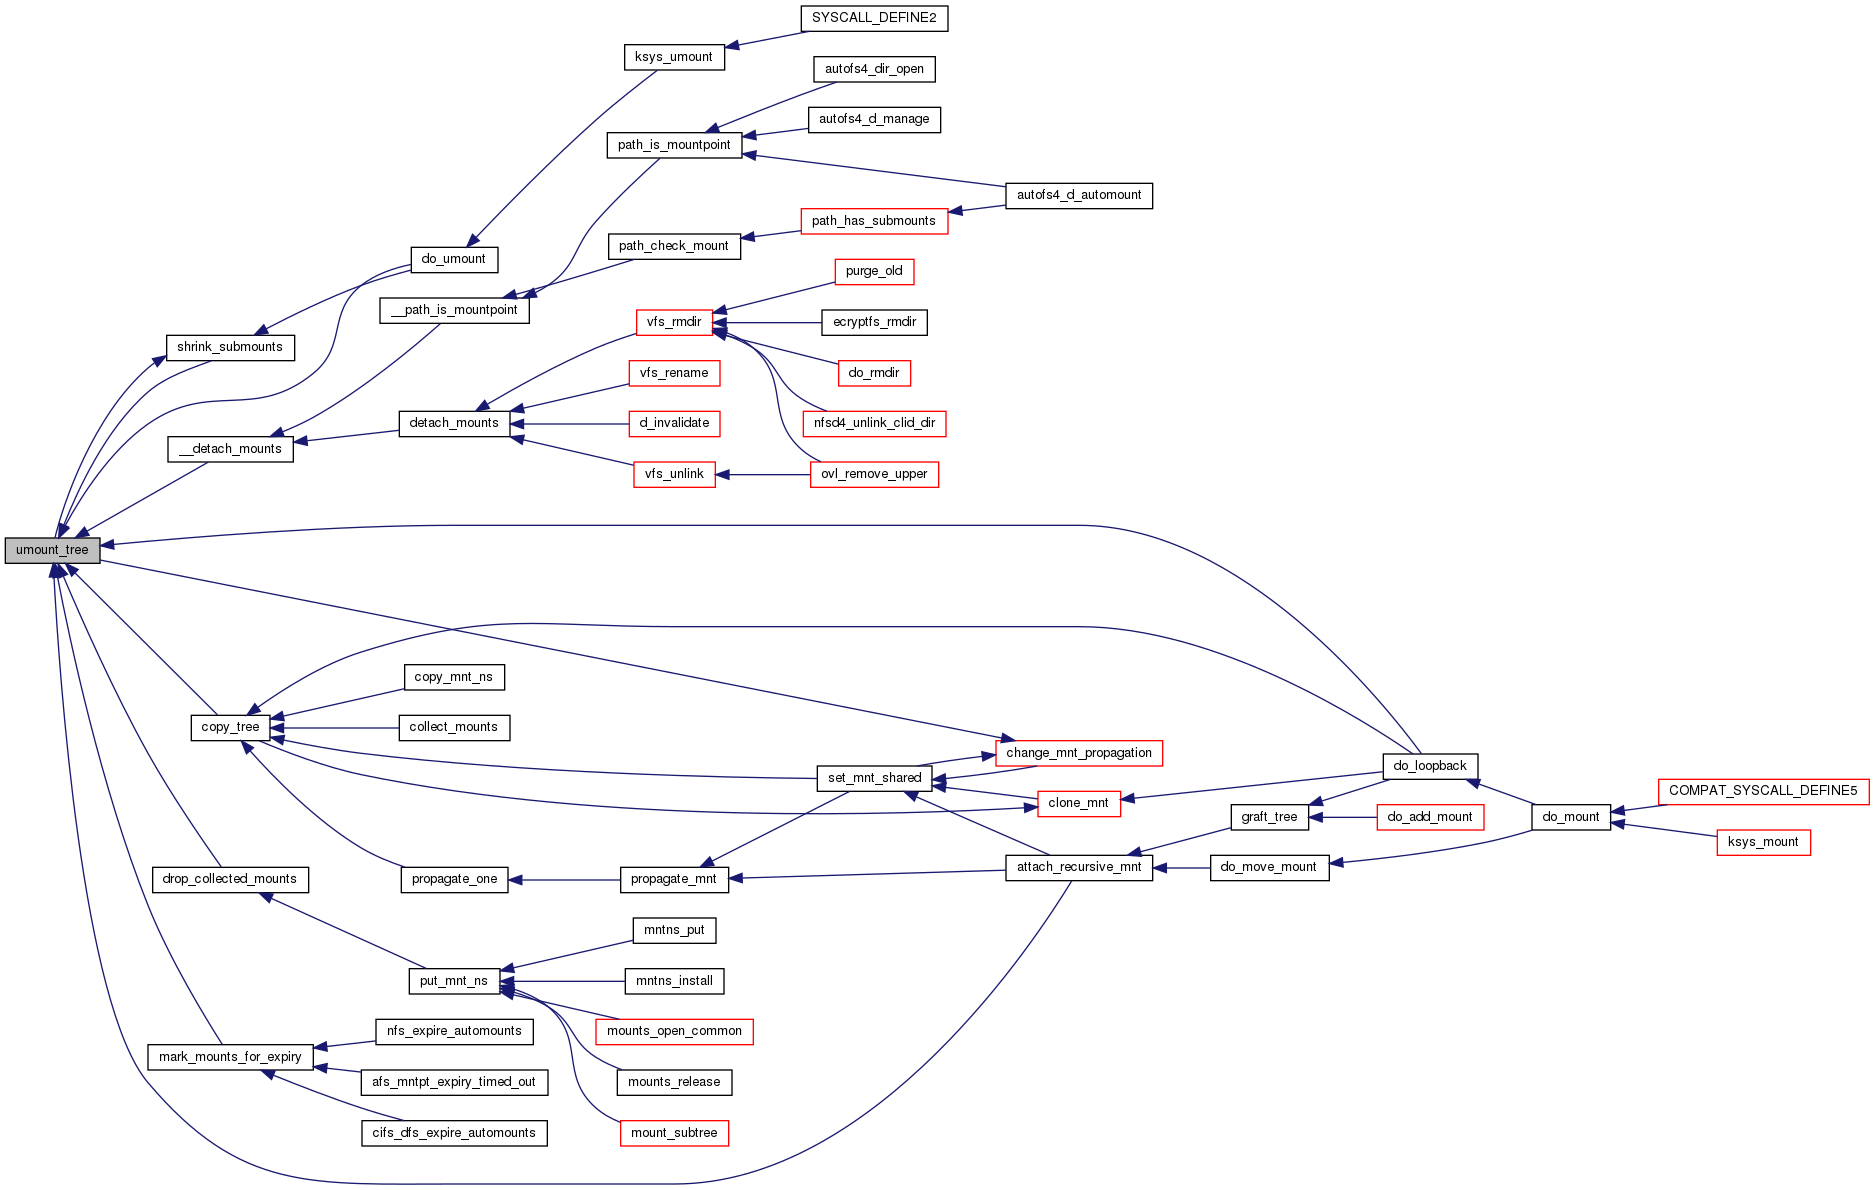 SYSCALL_DEFINE2
ksys_umount
autofs4_dir_open
autofs4_d_manage
path_is_mountpoint
autofs4_d_automount
path_has_submounts
path_check_mount
do_umount
purge_old
__path_is_mountpoint
vfs_rmdir
ecryptfs_rmdir
shrink_submounts
vfs_rename
do_rmdir
detach_mounts
d_invalidate
nfsd4_unlink_clid_dir
__detach_mounts
vfs_unlink
ovl_remove_upper
umount_tree
copy_mnt_ns
copy_tree
collect_mounts
change_mnt_propagation
set_mnt_shared
do_loopback
COMPAT_SYSCALL_DEFINE5
clone_mnt
graft_tree
do_add_mount
do_mount
ksys_mount
drop_collected_mounts
propagate_one
propagate_mnt
attach_recursive_mnt
do_move_mount
mntns_put
put_mnt_ns
mntns_install
nfs_expire_automounts
mounts_open_common
mark_mounts_for_expiry
afs_mntpt_expiry_timed_out
mounts_release
cifs_dfs_expire_automounts
mount_subtree